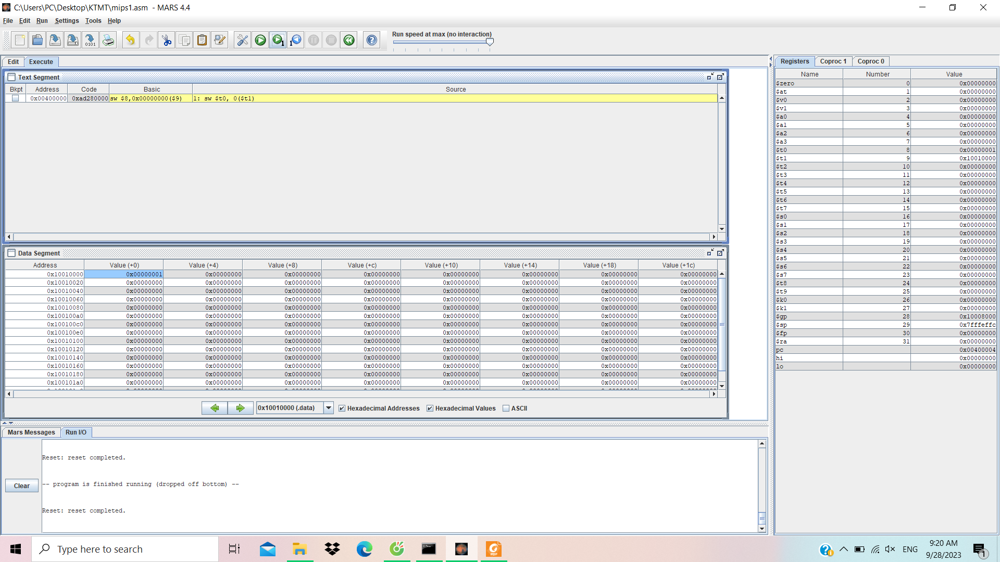 C:\Users\PC\Desktop\KTMT\mips1.asm - MARS 4.4
File Edit Run Settings Tools Help
Run speed at max (no interaction)
Edit Execute
Text Segment
Bkpt Address Code Basic Source
0x00400000 0xad280000 sw $8,0x00000000($9) 1: sw $t0, 0($t1)
Data Segment
Address Value (+0) Value (+4) Value (+8) Value (+c) Value (+10) Value (+14) Value (+18) Value (+1c)
0x10010000 0x00000001 0x00000000 0x00000000 0x00000000 0x00000000 0x00000000 0x00000000 0x00000000
0x10010020 0x00000000 0x00000000 0x00000000 0x00000000 0x00000000 0x00000000 0x00000000 0x00000000
0x10010040 0x00000000 0x00000000 0x00000000 0x00000000 0x00000000 0x00000000 0x00000000 0x00000000
0x10010060 0x00000000 0x00000000 0x00000000 0x00000000 0x00000000 0x00000000 0x00000000 0x00000000
0x10010080 0x00000000 0x00000000 0x00000000 0x00000000 0x00000000 0x00000000 0x00000000 0x00000000
0x100100a0 0x00000000 0x00000000 0x00000000 0x00000000 0x00000000 0x00000000 0x00000000 0x00000000
0x100100c0 0x00000000 0x00000000 0x00000000 0x00000000 0x00000000 0x00000000 0x00000000 0x00000000
0x100100e0 0x00000000 0x00000000 0x00000000 0x00000000 0x00000000 0x00000000 0x00000000 0x00000000
0x10010100 0x00000000 0x00000000 0x00000000 0x00000000 0x00000000 0x00000000 0x00000000 0x00000000
0x10010120 0x00000000 0x00000000 0x00000000 0x00000000 0x00000000 0x00000000 0x00000000 0x00000000
0x10010140 0x00000000 0x00000000 0x00000000 0x00000000 0x00000000 0x00000000 0x00000000 0x00000000
0x10010160 0x00000000 0x00000000 0x00000000 0x00000000 0x00000000 0x00000000 0x00000000 0x00000000
0x10010180 0x00000000 0x00000000 0x00000000 0x00000000 0x00000000 0x00000000 0x00000000 0x00000000
0x100101a0 0x00000000 0x00000000 0x00000000 0x00000000 0x00000000 0x00000000 0x00000000 0x00000000
0x10010000 (.data) Hexadecimal Addresses Hexadecimal Values ASCII
Mars Messages Run I/O
Reset: reset completed.
-- program is finished running (dropped off bottom) --
Reset: reset completed.
Clear
Registers Coproc 1 Coproc 0
Name Number Value
$zero 0 0x00000000
$at 1 0x00000000
$v0 2 0x00000000
$v1 3 0x00000000
$a0 4 0x00000000
$a1 5 0x00000000
$a2 6 0x00000000
$a3 7 0x00000000
$t0 8 0x00000001
$t1 9 0x10010000
$t2 10 0x00000000
$t3 11 0x00000000
$t4 12 0x00000000
$t5 13 0x00000000
$t6 14 0x00000000
$t7 15 0x00000000
$s0 16 0x00000000
$s1 17 0x00000000
$s2 18 0x00000000
$s3 19 0x00000000
$s4 20 0x00000000
$s5 21 0x00000000
$s6 22 0x00000000
$s7 23 0x00000000
$t8 24 0x00000000
$t9 25 0x00000000
$k0 26 0x00000000
$k1 27 0x00000000
$gp 28 0x10008000
$sp 29 0x7fffeffc
$fp 30 0x00000000
$ra 31 0x00000000
pc 0x00400004
hi 0x00000000
lo 0x00000000
Type here to search
ENG
9:20 AM
9/28/2023
1